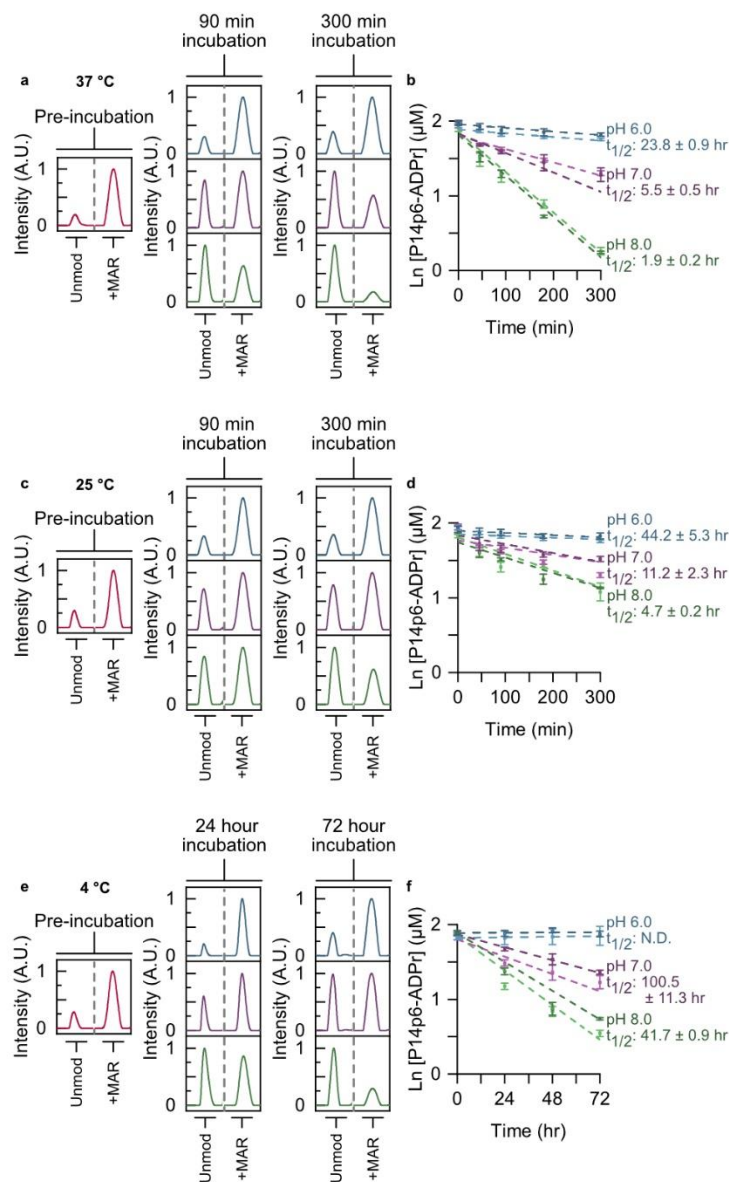 90 min
incubation
300 min
incubation
a
37 °C
b
Pre-incubation
Intensity (A.U.)
1
0
Unmod
+MAR
Intensity (A.U.)
1
0
1
0
1
0
Unmod
+MAR
Intensity (A.U.)
1
0
1
0
1
0
Unmod
+MAR
Ln [P14p6-ADPr] (µM)
2
1
0
0
100
200
300
Time (min)
pH 6.0
t1/2: 23.8 ± 0.9 hr
pH 7.0
t1/2: 5.5 ± 0.5 hr
pH 8.0
t1/2: 1.9 ± 0.2 hr
90 min
incubation
300 min
incubation
c
25 °C
d
Pre-incubation
Intensity (A.U.)
1
0
Unmod
+MAR
Intensity (A.U.)
1
0
1
0
1
0
Unmod
+MAR
Intensity (A.U.)
1
0
1
0
1
0
Unmod
+MAR
Ln [P14p6-ADPr] (µM)
2
1
0
0
100
200
300
Time (min)
pH 6.0
t1/2: 44.2 ± 5.3 hr
pH 7.0
t1/2: 11.2 ± 2.3 hr
pH 8.0
t1/2: 4.7 ± 0.2 hr
24 hour
incubation
72 hour
incubation
e
4 °C
f
Pre-incubation
Intensity (A.U.)
1
0
Unmod
+MAR
Intensity (A.U.)
1
0
1
0
1
0
Unmod
+MAR
Intensity (A.U.)
1
0
1
0
1
0
Unmod
+MAR
Ln [P14p6-ADPr] (µM)
2
1
0
0
24
48
72
Time (hr)
pH 6.0
t1/2: N.D.
pH 7.0
t1/2: 100.5
± 11.3 hr
pH 8.0
t1/2: 41.7 ± 0.9 hr